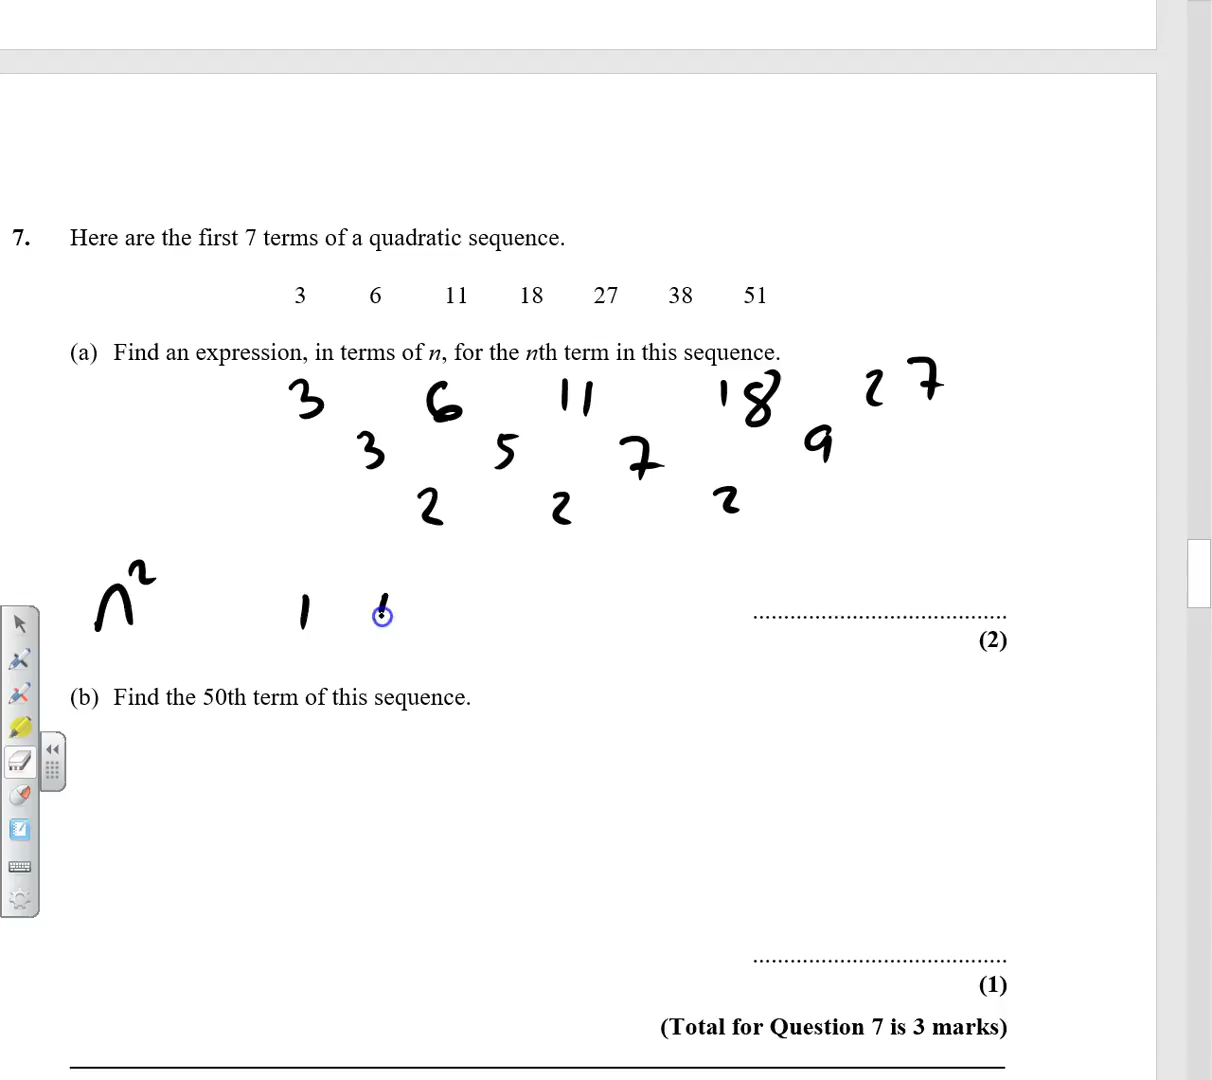 7. Here are the first 7 terms of a quadratic sequence.
3 6 11 18 27 38 51
(a) Find an expression, in terms of n, for the nth term in this sequence.
3 6 11 18 27
3 5 7 9
2 2 2
n² 1
........................................
(2)
(b) Find the 50th term of this sequence.
........................................
(1)
(Total for Question 7 is 3 marks)